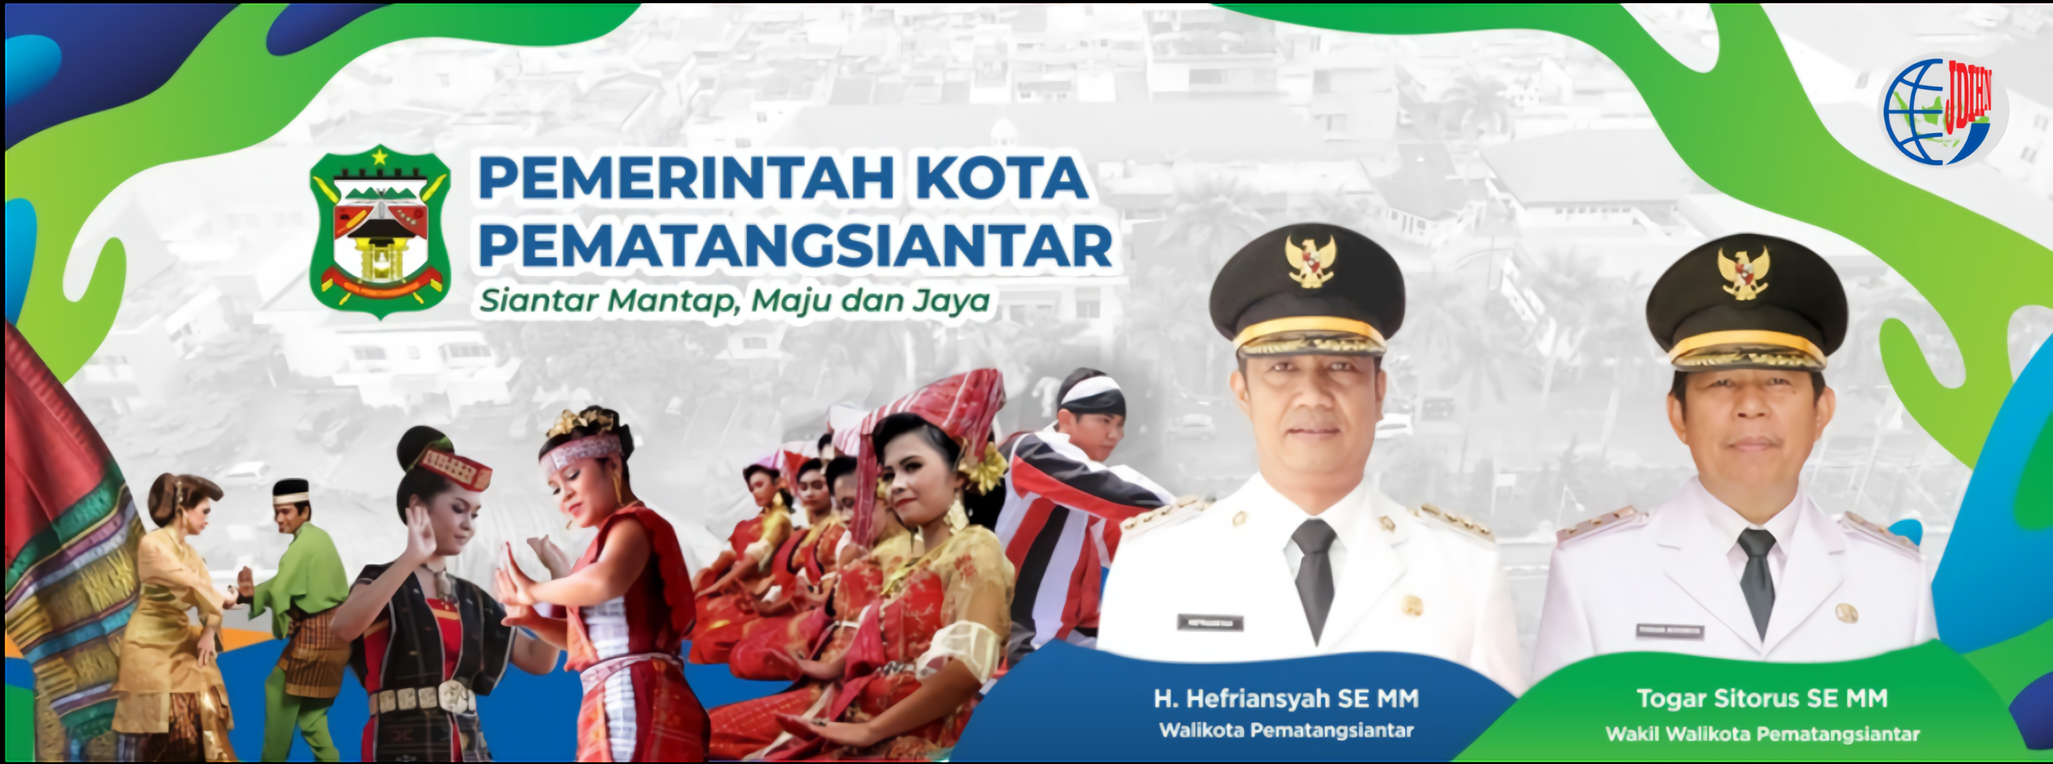 PEMERINTAH KOTA
PEMATANGSIANTAR
Siantar Mantap, Maju dan Jaya
JDIHN
H. Hefriansyah SE MM
Walikota Pematangsiantar
Togar Sitorus SE MM
Wakil Walikota Pematangsiantar